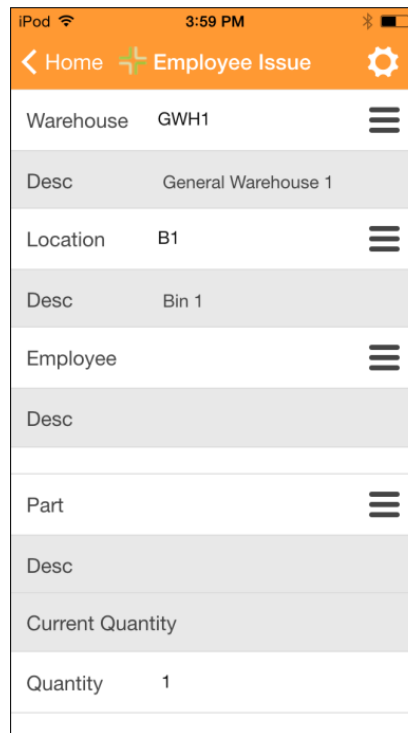 iPod 3:59 PM
Home Employee Issue
Warehouse GWH1
Desc General Warehouse 1
Location B1
Desc Bin 1
Employee
Desc
Part
Desc
Current Quantity
Quantity 1